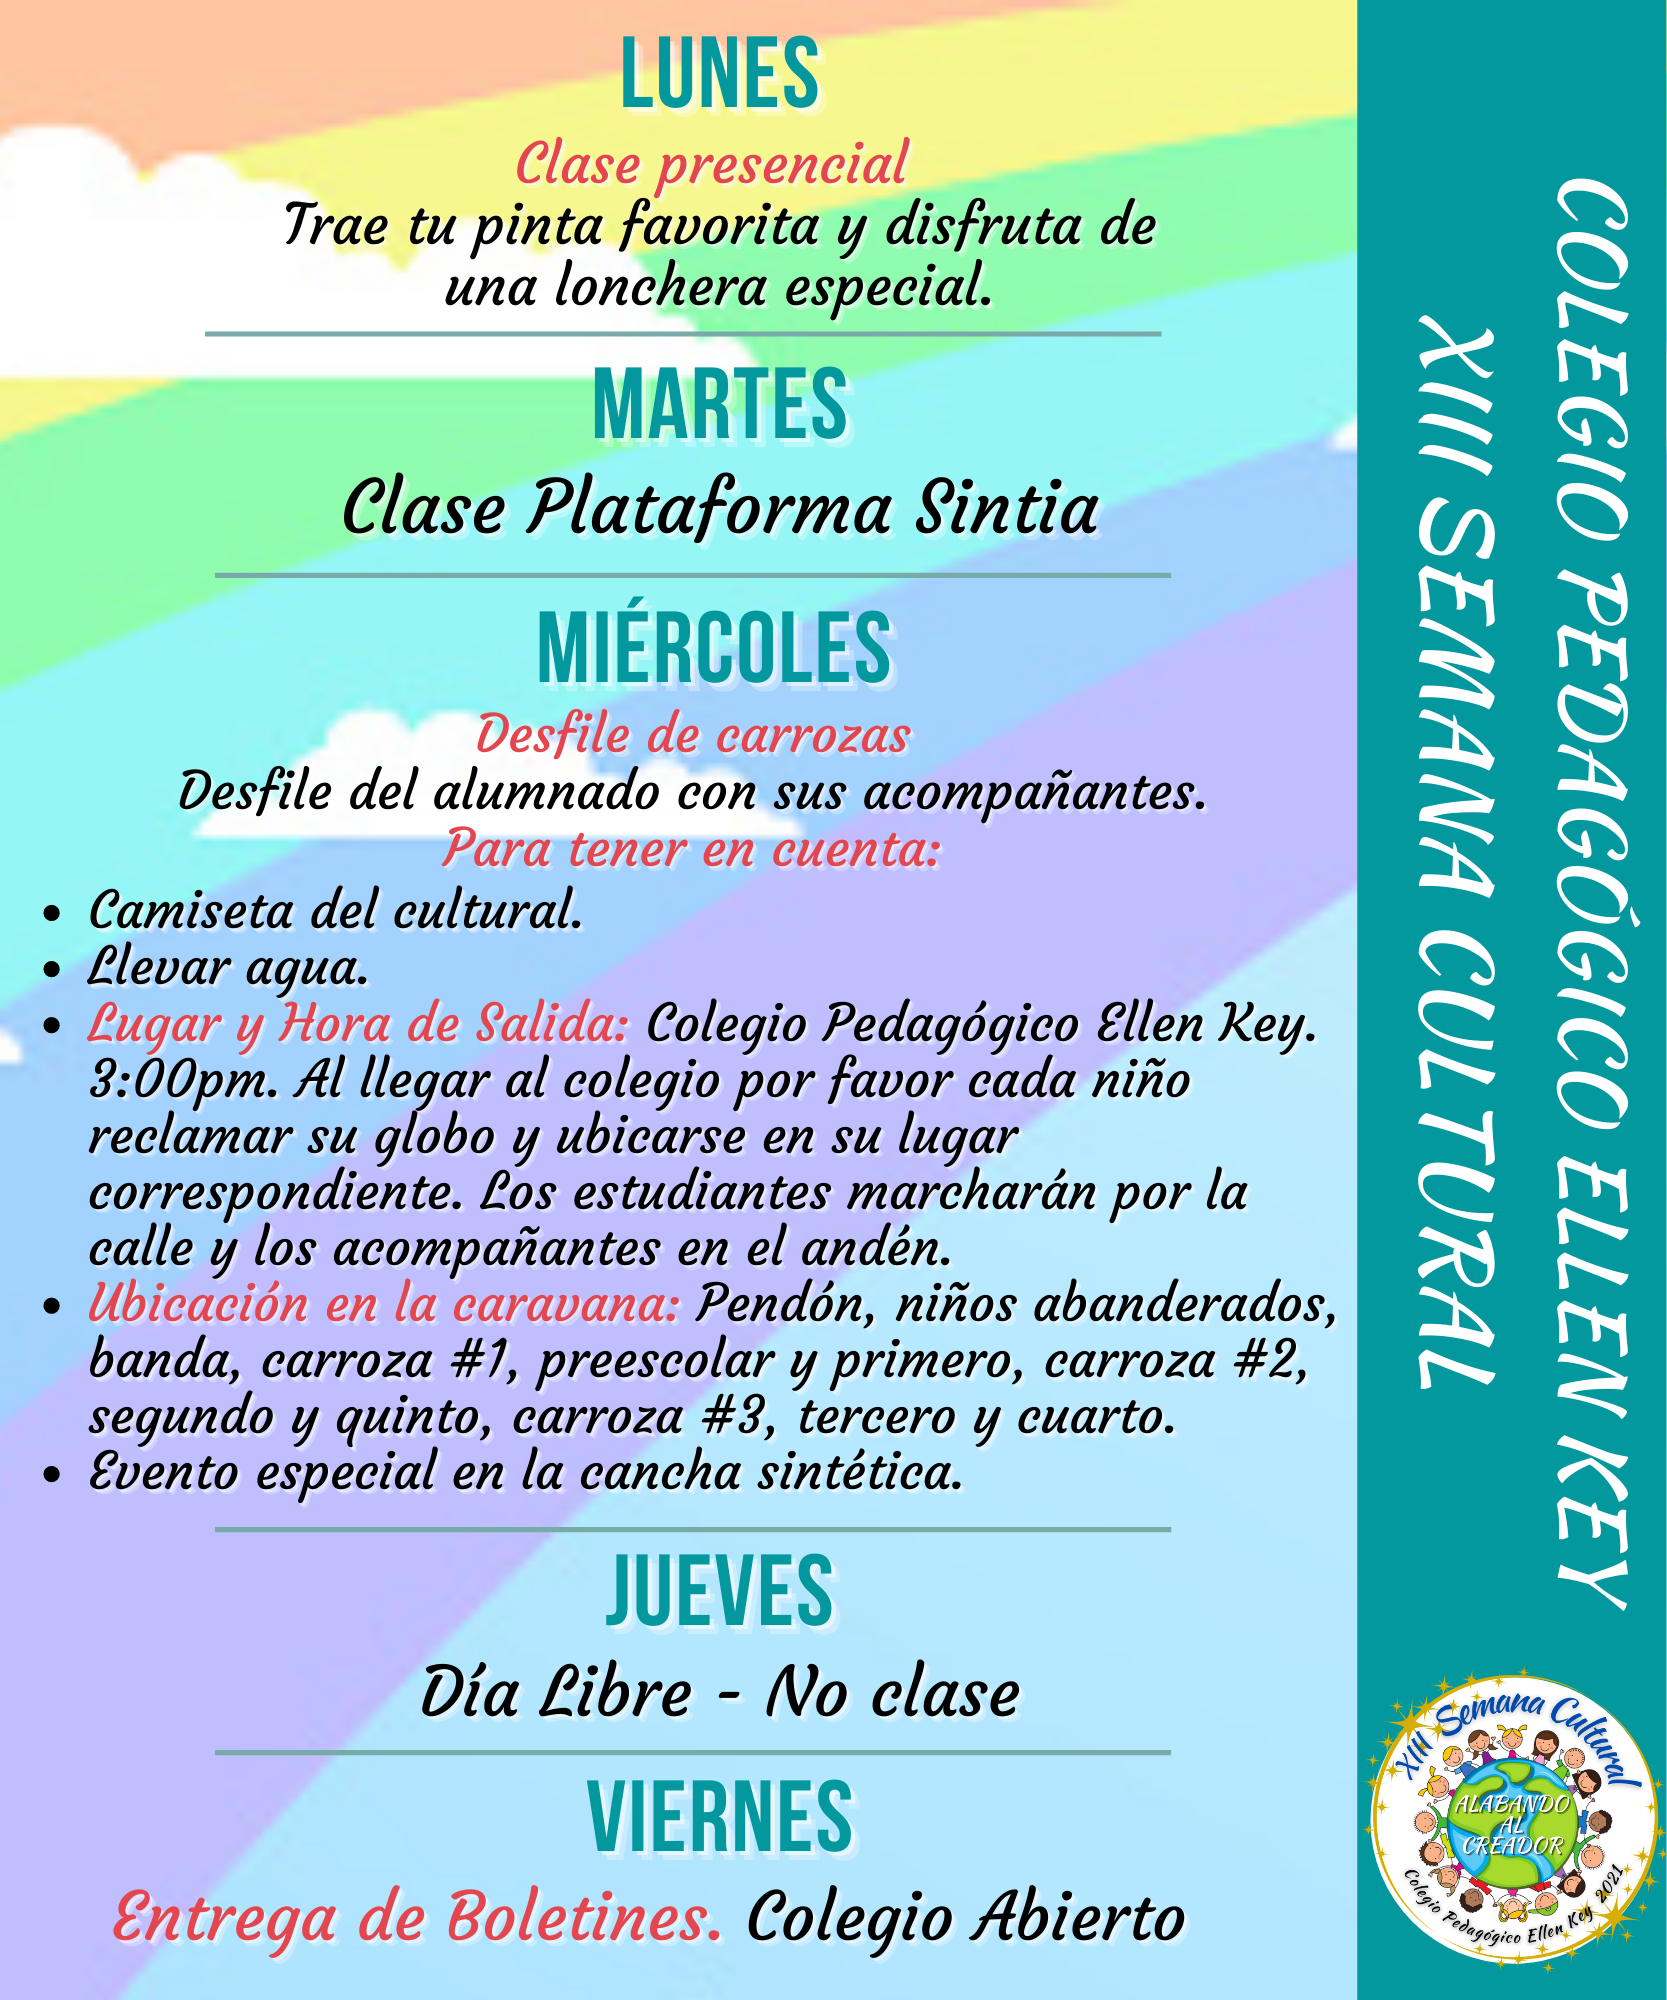 LUNES
Clase presencial
Trae tu pinta favorita y disfruta de
una lonchera especial.
MARTES
Clase Plataforma Sintia
MIÉRCOLES
Desfile de carrozas
Desfile del alumnado con sus acompañantes.
Para tener en cuenta:
• Camiseta del cultural.
• Llevar agua.
• Lugar y Hora de Salida: Colegio Pedagógico Ellen Key.
3:00pm. Al llegar al colegio por favor cada niño
reclamar su globo y ubicarse en su lugar
correspondiente. Los estudiantes marcharán por la
calle y los acompañantes en el andén.
• Ubicación en la caravana: Pendón, niños abanderados,
banda, carroza #1, preescolar y primero, carroza #2,
segundo y quinto, carroza #3, tercero y cuarto.
• Evento especial en la cancha sintética.
JUEVES
Día Libre - No clase
VIERNES
Entrega de Boletines. Colegio Abierto
COLEGIO PEDAGÓGICO ELLEN KEY
XIII SEMANA CULTURAL
XIII Semana Cultural
ALABANDO
AL
CREADOR
Colegio Pedagógico Ellen Key 2021